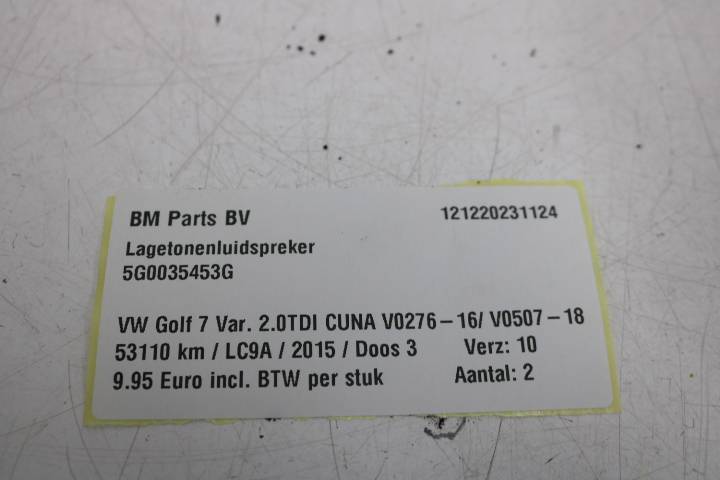 BM Parts BV 121220231124
Lagetonenluidspreker
5G0035453G
VW Golf 7 Var. 2.0TDI CUNA V0276-16/ V0507-18
53110 km / LC9A / 2015 / Doos 3 Verz: 10
9.95 Euro incl. BTW per stuk Aantal: 2